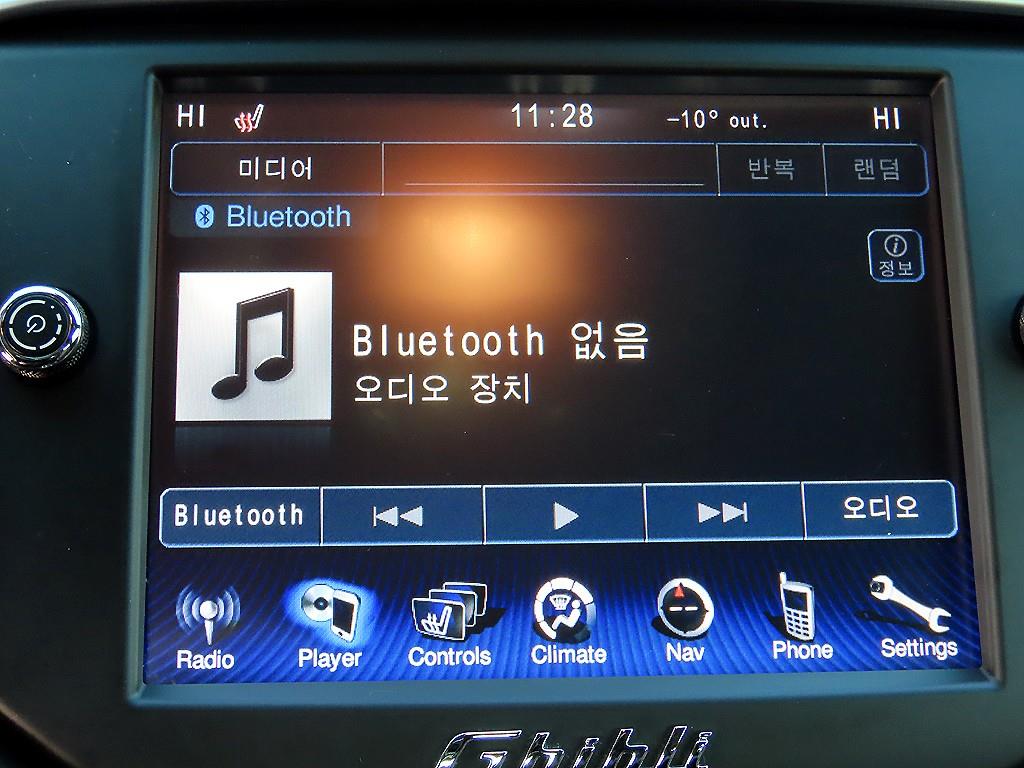 HI 11:28 -10° out. HI
미디어 반복 랜덤
Bluetooth
정보
Bluetooth 없음
오디오 장치
Bluetooth 오디오
Radio Player Controls Climate Nav Phone Settings
Ghibli